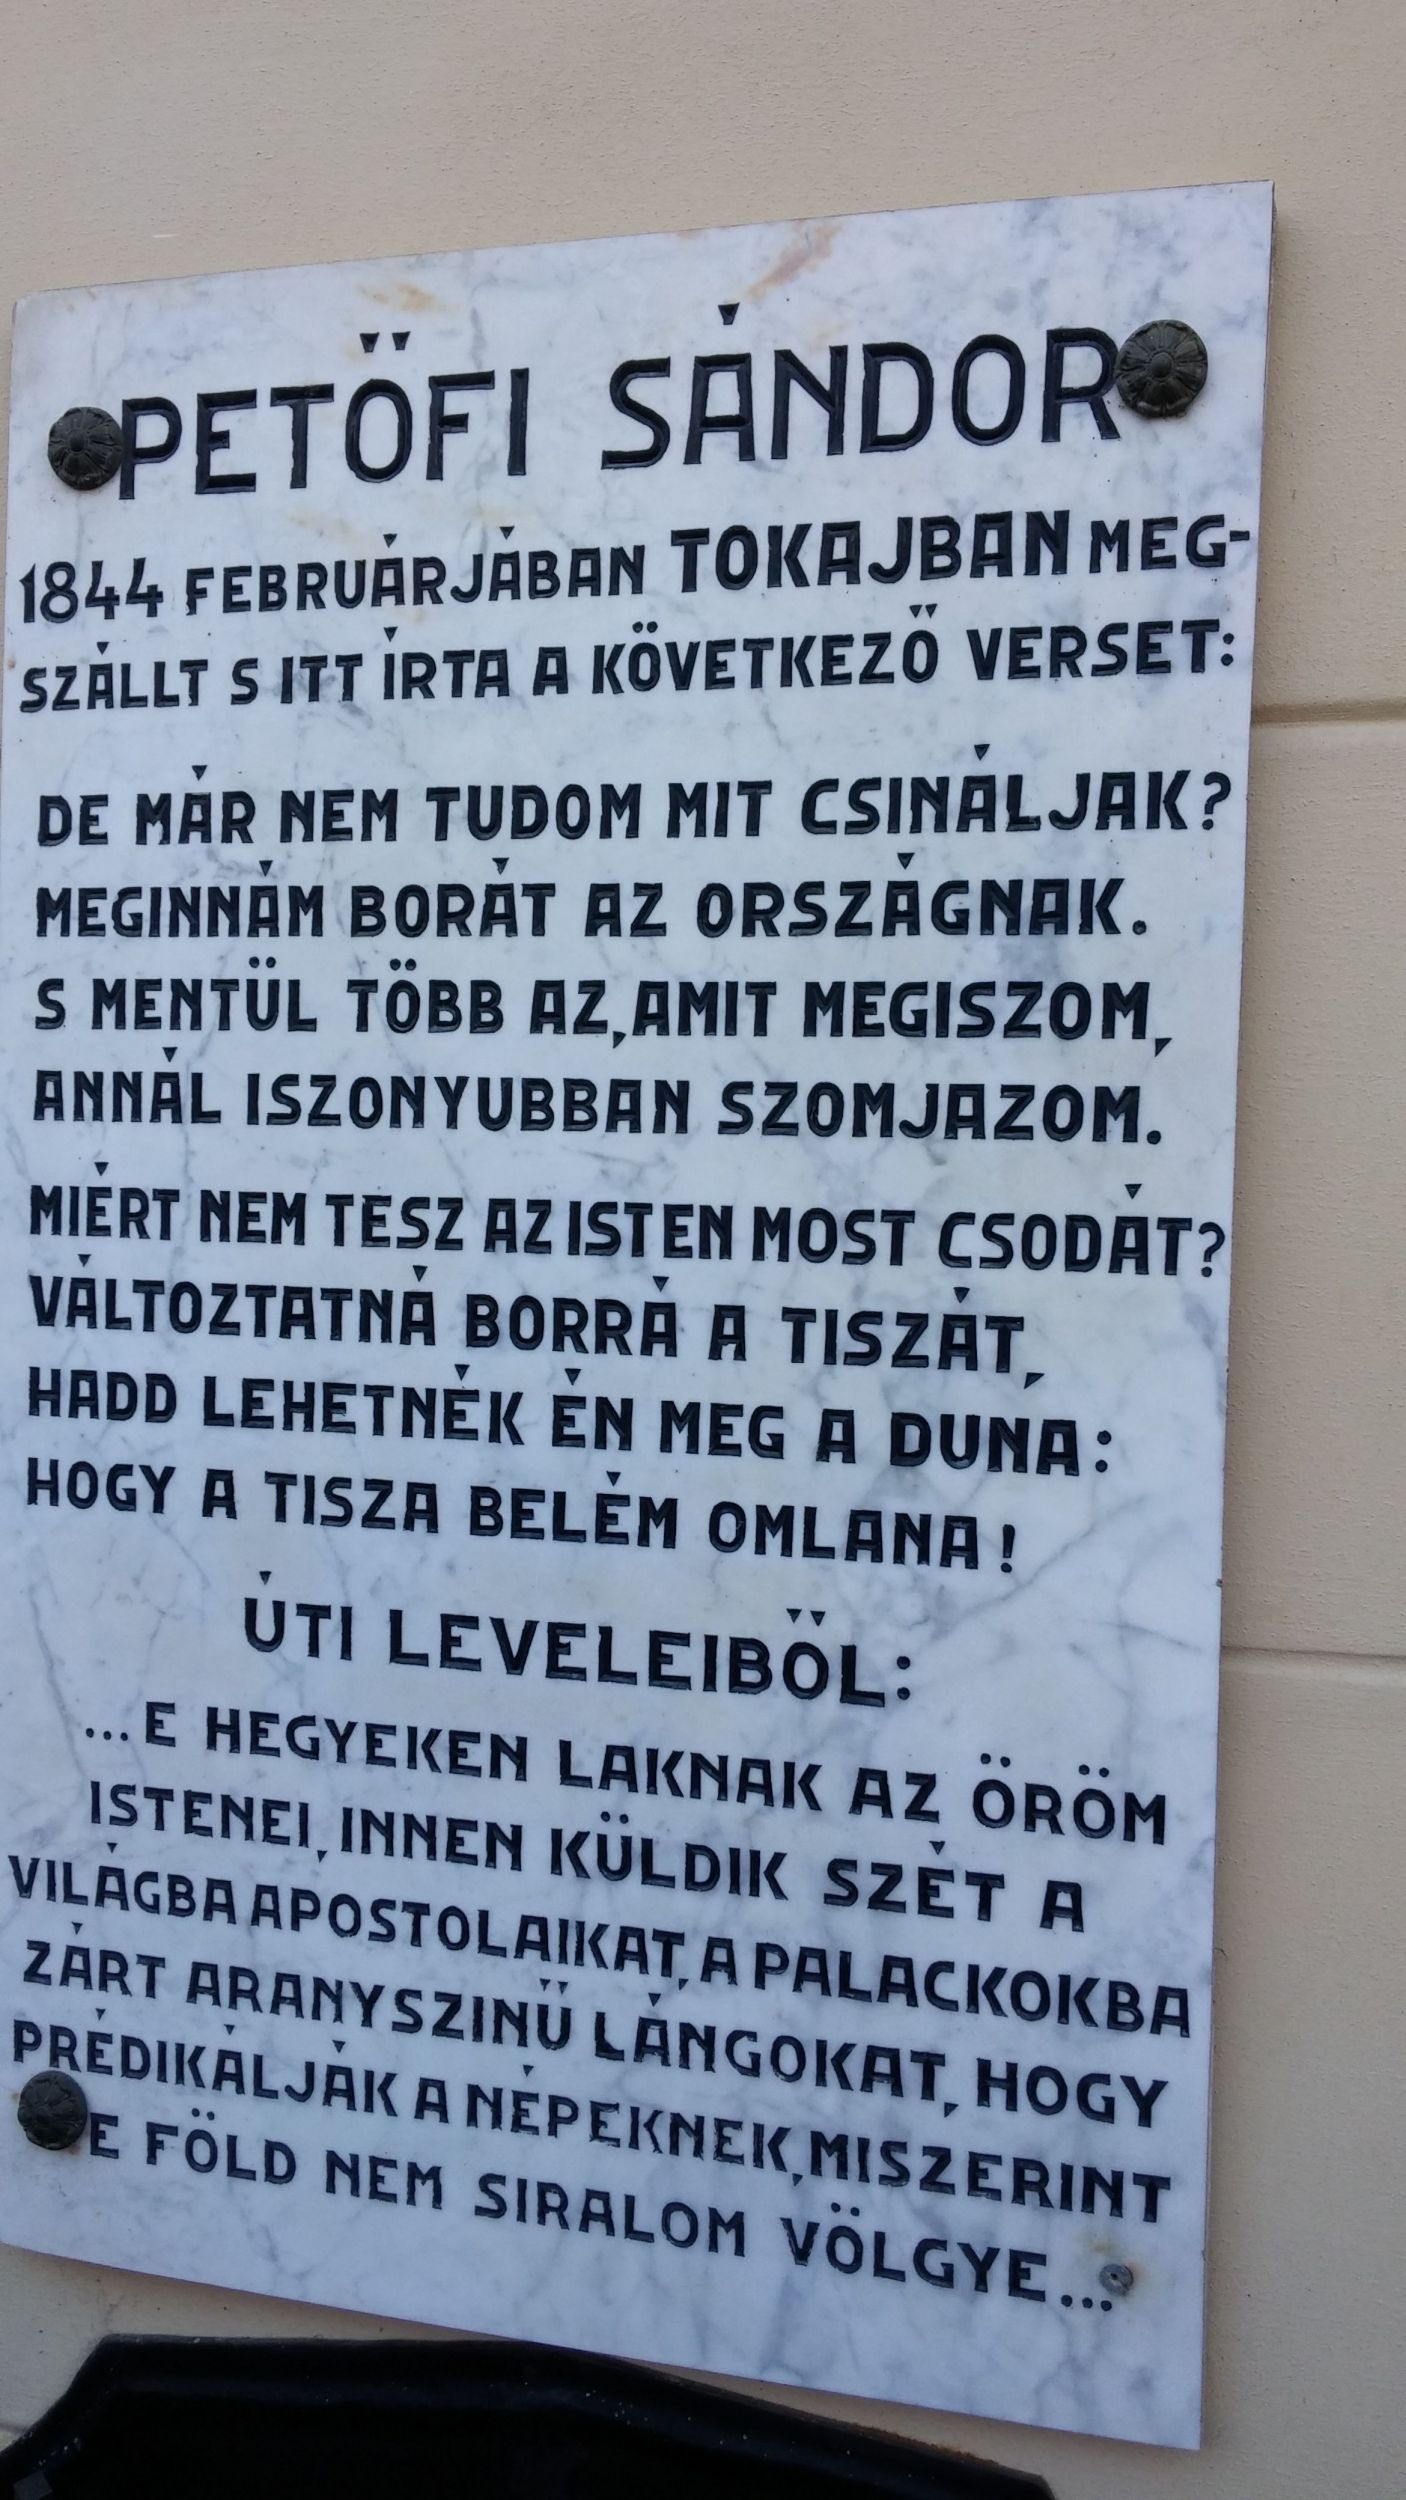 PETŐFI SÁNDOR
1844 FEBRUÁRJÁBAN TOKAJBAN MEG-
SZÁLLT S ITT ÍRTA A KÖVETKEZŐ VERSET:
DE MÁR NEM TUDOM MIT CSINÁLJAK?
MEGINNÁM BORÁT AZ ORSZÁGNAK.
S MENTÜL TÖBB AZ, AMIT MEGISZOM,
ANNÁL ISZONYUBBAN SZOMJAZOM.
MIÉRT NEM TESZ AZ ISTEN MOST CSODÁT?
VÁLTOZTATNÁ BORRÁ A TISZÁT,
HADD LEHETNÉK ÉN MEG A DUNA:
HOGY A TISZA BELÉM OMLANA!
ÚTI LEVELEIBŐL:
...E HEGYEKEN LAKNAK AZ ÖRÖM
ISTENEI, INNEN KÜLDIK SZÉT A
VILÁGBA APOSTOLAIKAT, A PALACKOKBA
ZÁRT ARANYSZINŰ LÁNGOKAT, HOGY
PRÉDIKÁLJÁK A NÉPEKNEK, MISZERINT
E FÖLD NEM SIRALOM VÖLGYE...